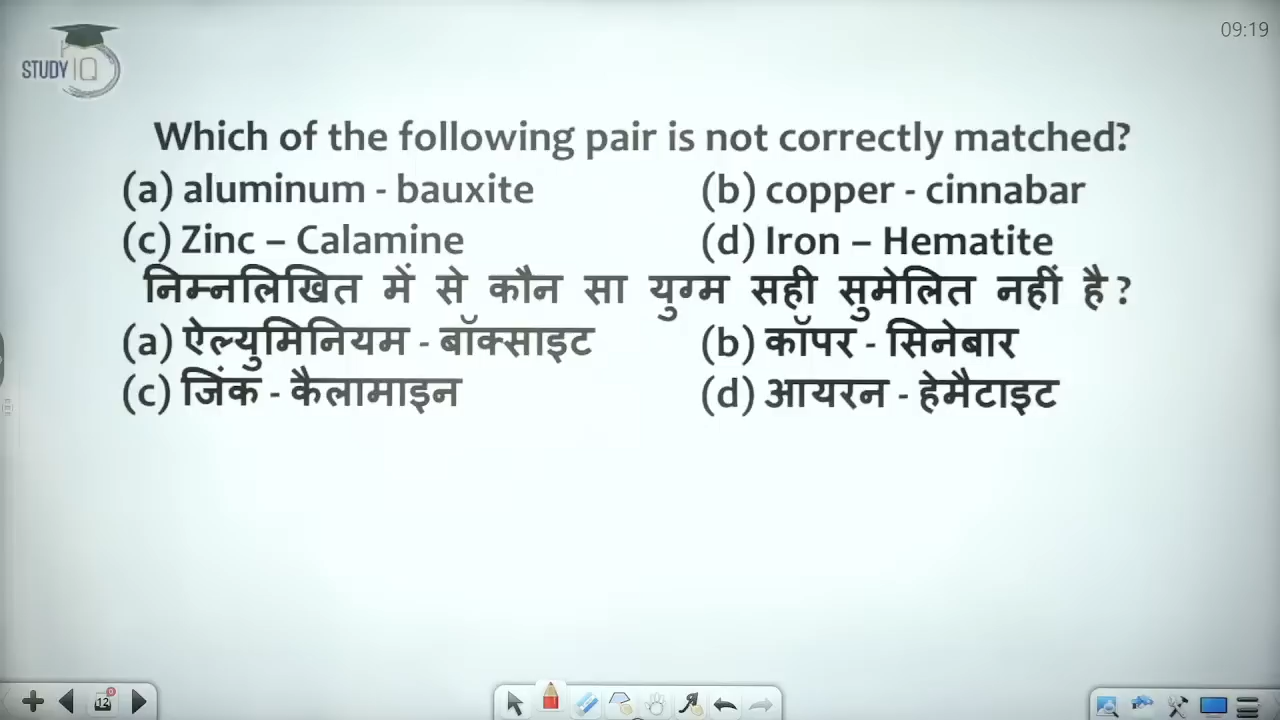 09:19
STUDY IQ
Which of the following pair is not correctly matched?
(a) aluminum - bauxite (b) copper - cinnabar
(c) Zinc – Calamine (d) Iron – Hematite
निम्नलिखित में से कौन सा युग्म सही सुमेलित नहीं है ?
(a) ऐल्युमिनियम - बॉक्साइट (b) कॉपर - सिनेबार
(c) जिंक - कैलामाइन (d) आयरन - हेमैटाइट
12